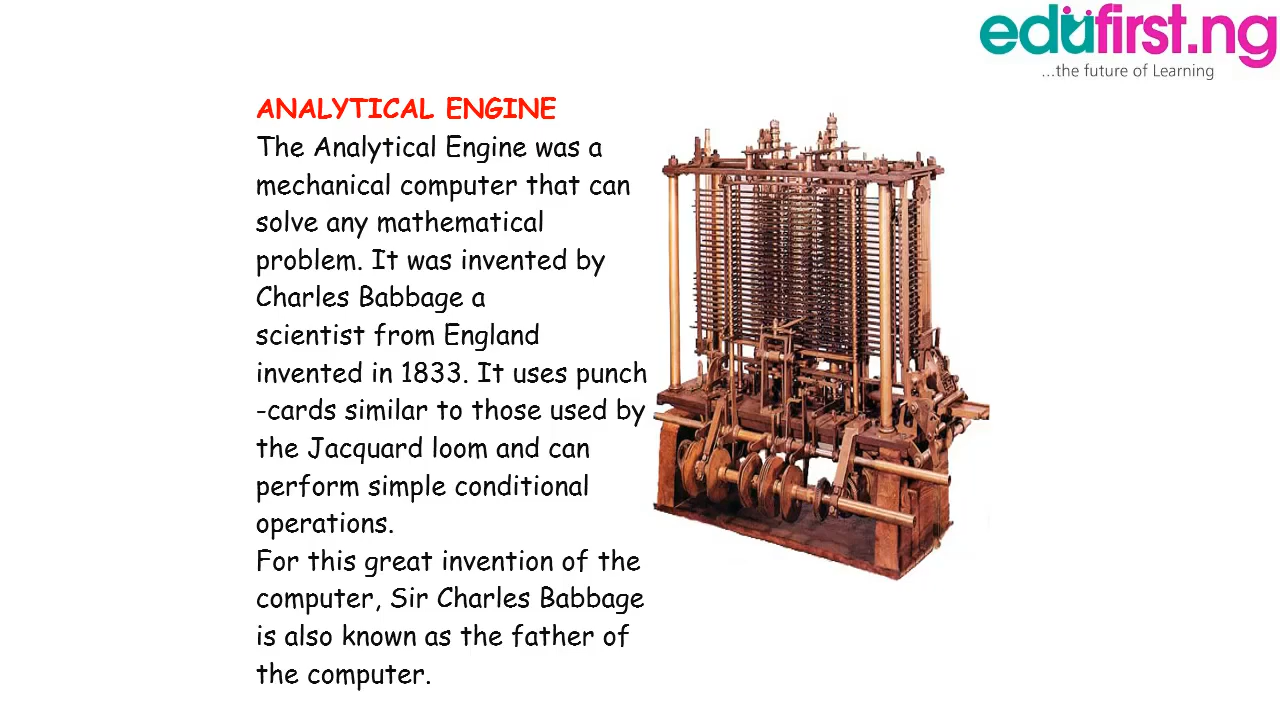 edufirst.ng
...the future of Learning
ANALYTICAL ENGINE
The Analytical Engine was a
mechanical computer that can
solve any mathematical
problem. It was invented by
Charles Babbage a
scientist from England
invented in 1833. It uses punch
-cards similar to those used by
the Jacquard loom and can
perform simple conditional
operations.
For this great invention of the
computer, Sir Charles Babbage
is also known as the father of
the computer.